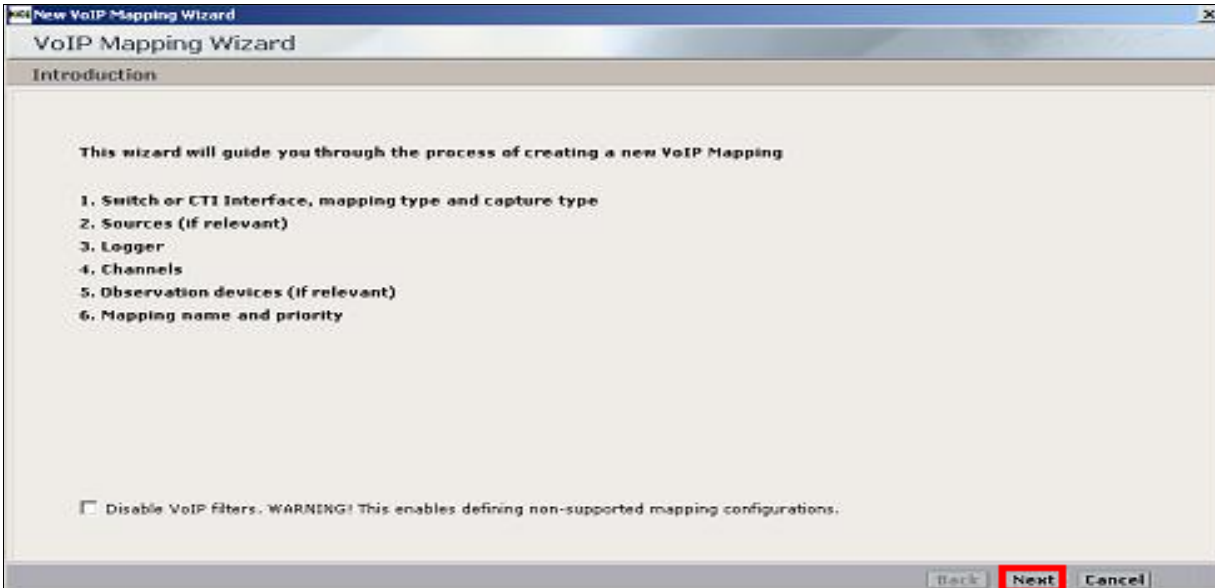 New VoIP Mapping Wizard
VoIP Mapping Wizard
Introduction
This wizard will guide you through the process of creating a new VoIP Mapping
1. Switch or CTI Interface, mapping type and capture type
2. Sources (if relevant)
3. Logger
4. Channels
5. Observation devices (if relevant)
6. Mapping name and priority
Disable VoIP filters. WARNING! This enables defining non-supported mapping configurations.
Back Next Cancel